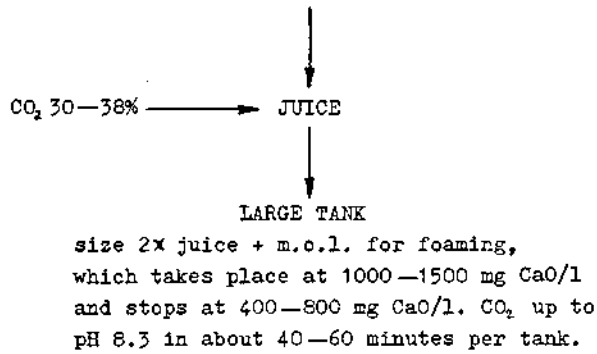 CO₂ 30—38% JUICE
LARGE TANK
size 2x juice + m.o.l. for foaming,
which takes place at 1000—1500 mg CaO/l
and stops at 400—800 mg CaO/l. CO₂ up to
pH 8.3 in about 40—60 minutes per tank.